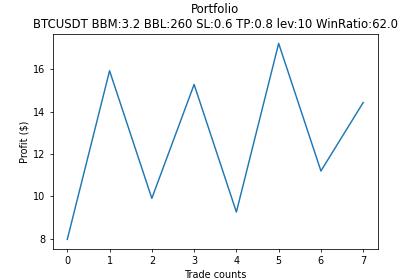 Portfolio
BTCUSDT BBM:3.2 BBL:260 SL:0.6 TP:0.8 lev:10 WinRatio:62.0
Profit ($)
16
14
12
10
8
0 1 2 3 4 5 6 7
Trade counts